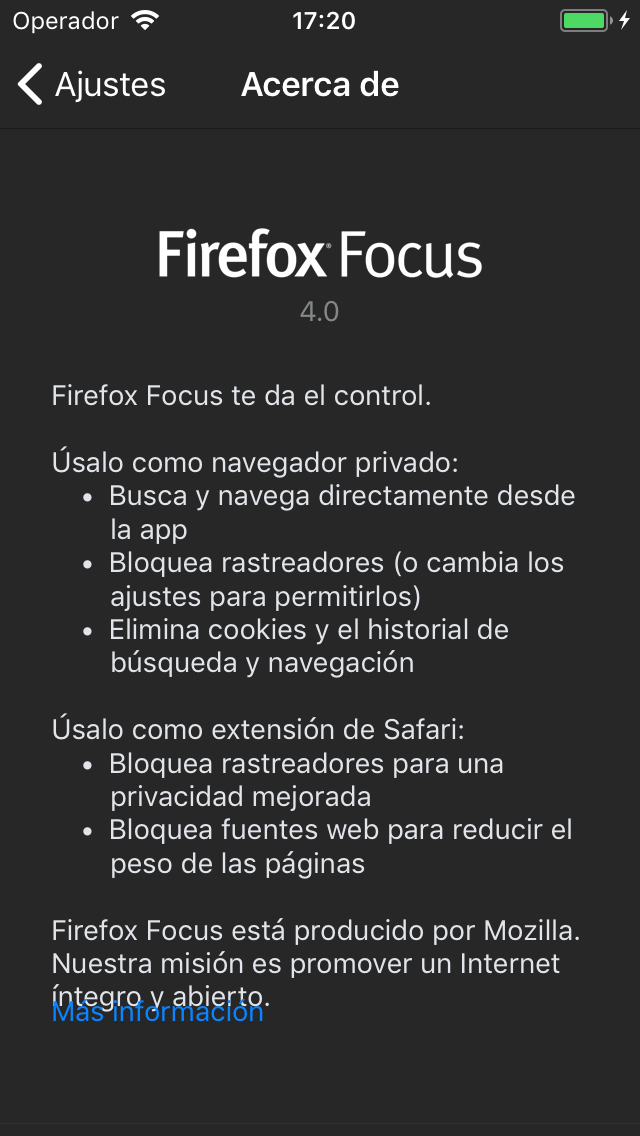 Operador 17:20
Ajustes Acerca de
Firefox Focus
4.0
Firefox Focus te da el control.
Úsalo como navegador privado:
• Busca y navega directamente desde
la app
• Bloquea rastreadores (o cambia los
ajustes para permitirlos)
• Elimina cookies y el historial de
búsqueda y navegación
Úsalo como extensión de Safari:
• Bloquea rastreadores para una
privacidad mejorada
• Bloquea fuentes web para reducir el
peso de las páginas
Firefox Focus está producido por Mozilla.
Nuestra misión es promover un Internet
íntegro y abierto.
Más información